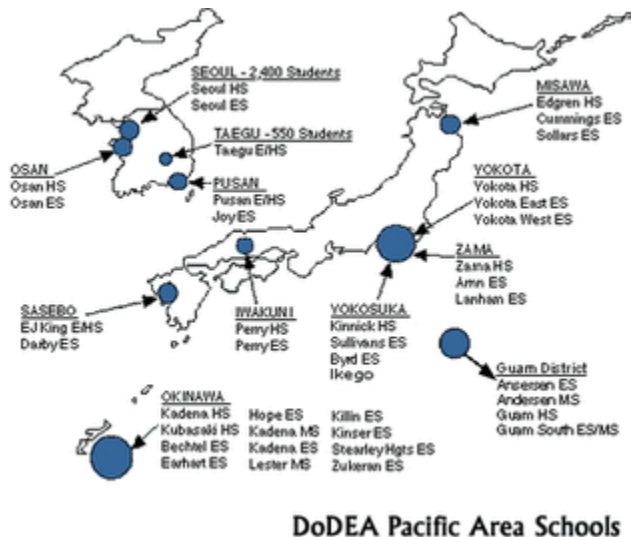 SEOUL - 2,400 Students
Seoul HS
Seoul ES
TAEGU - 550 Students
Taegu E/HS
OSAN
Osan HS
Osan ES
PUSAN
Pusan E/HS
Joy ES
MISAWA
Edgren HS
Cummings ES
Sollars ES
YOKOTA
Yokota HS
Yokota East ES
Yokota West ES
ZAMA
Zama HS
Arnn ES
Lanham ES
SASEBO
EJ King E/HS
Darby ES
IWAKUNI
Perry HS
Perry ES
YOKOSUKA
Kinnick HS
Sullivans ES
Byrd ES
Ikego
Guam District
Andersen ES
Andersen MS
Guam HS
Guam South ES/MS
OKINAWA
Kadena HS Hope ES Killin ES
Kubasaki HS Kadena MS Kinser ES
Bechtel ES Kadena ES Stearley Hgts ES
Earhart ES Lester MS Zukeran ES
DoDEA Pacific Area Schools